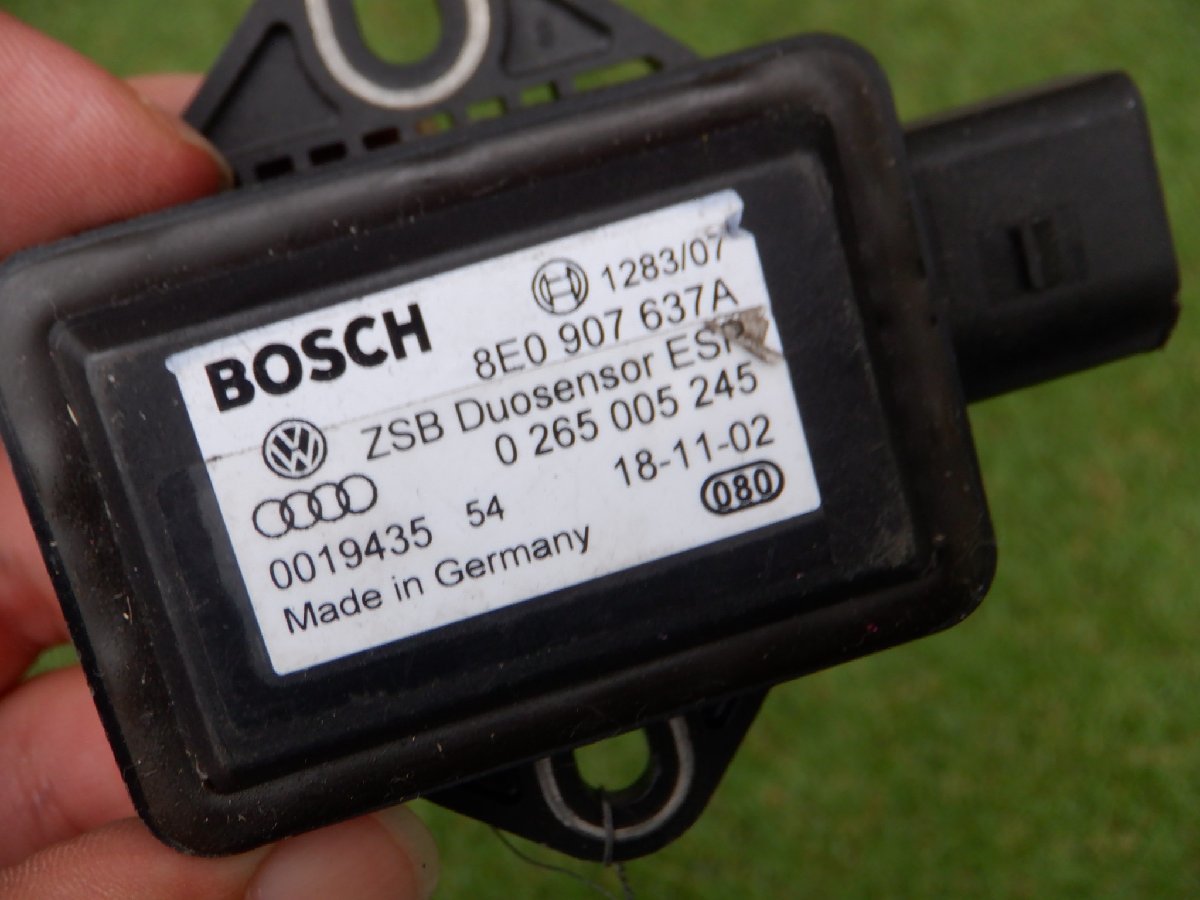 BOSCH
1283/07
8E0 907 637A
ZSB Duosensor ESP
0 265 005 245
18-11-02
080
0019435 54
Made in Germany